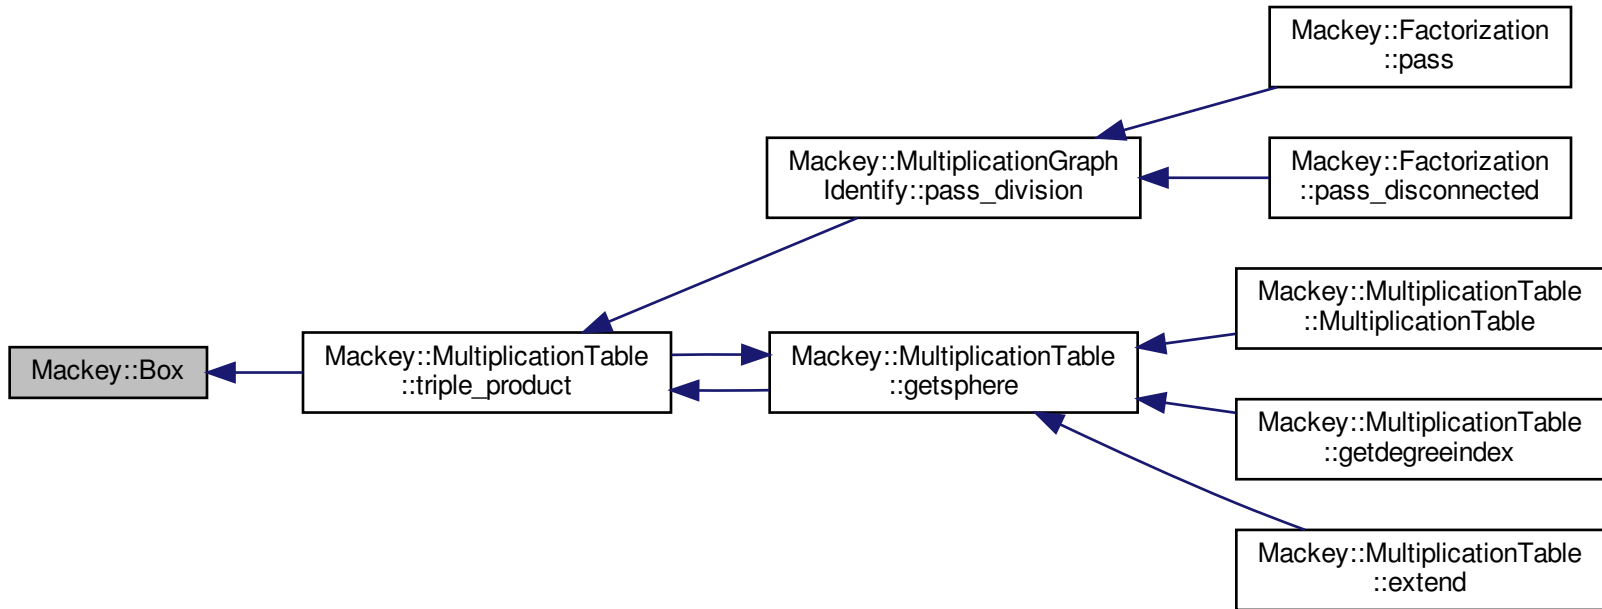 Mackey::Factorization
::pass
Mackey::MultiplicationGraph
Identify::pass_division
Mackey::Factorization
::pass_disconnected
Mackey::MultiplicationTable
::MultiplicationTable
Mackey::Box
Mackey::MultiplicationTable
::triple_product
Mackey::MultiplicationTable
::getsphere
Mackey::MultiplicationTable
::getdegreeindex
Mackey::MultiplicationTable
::extend